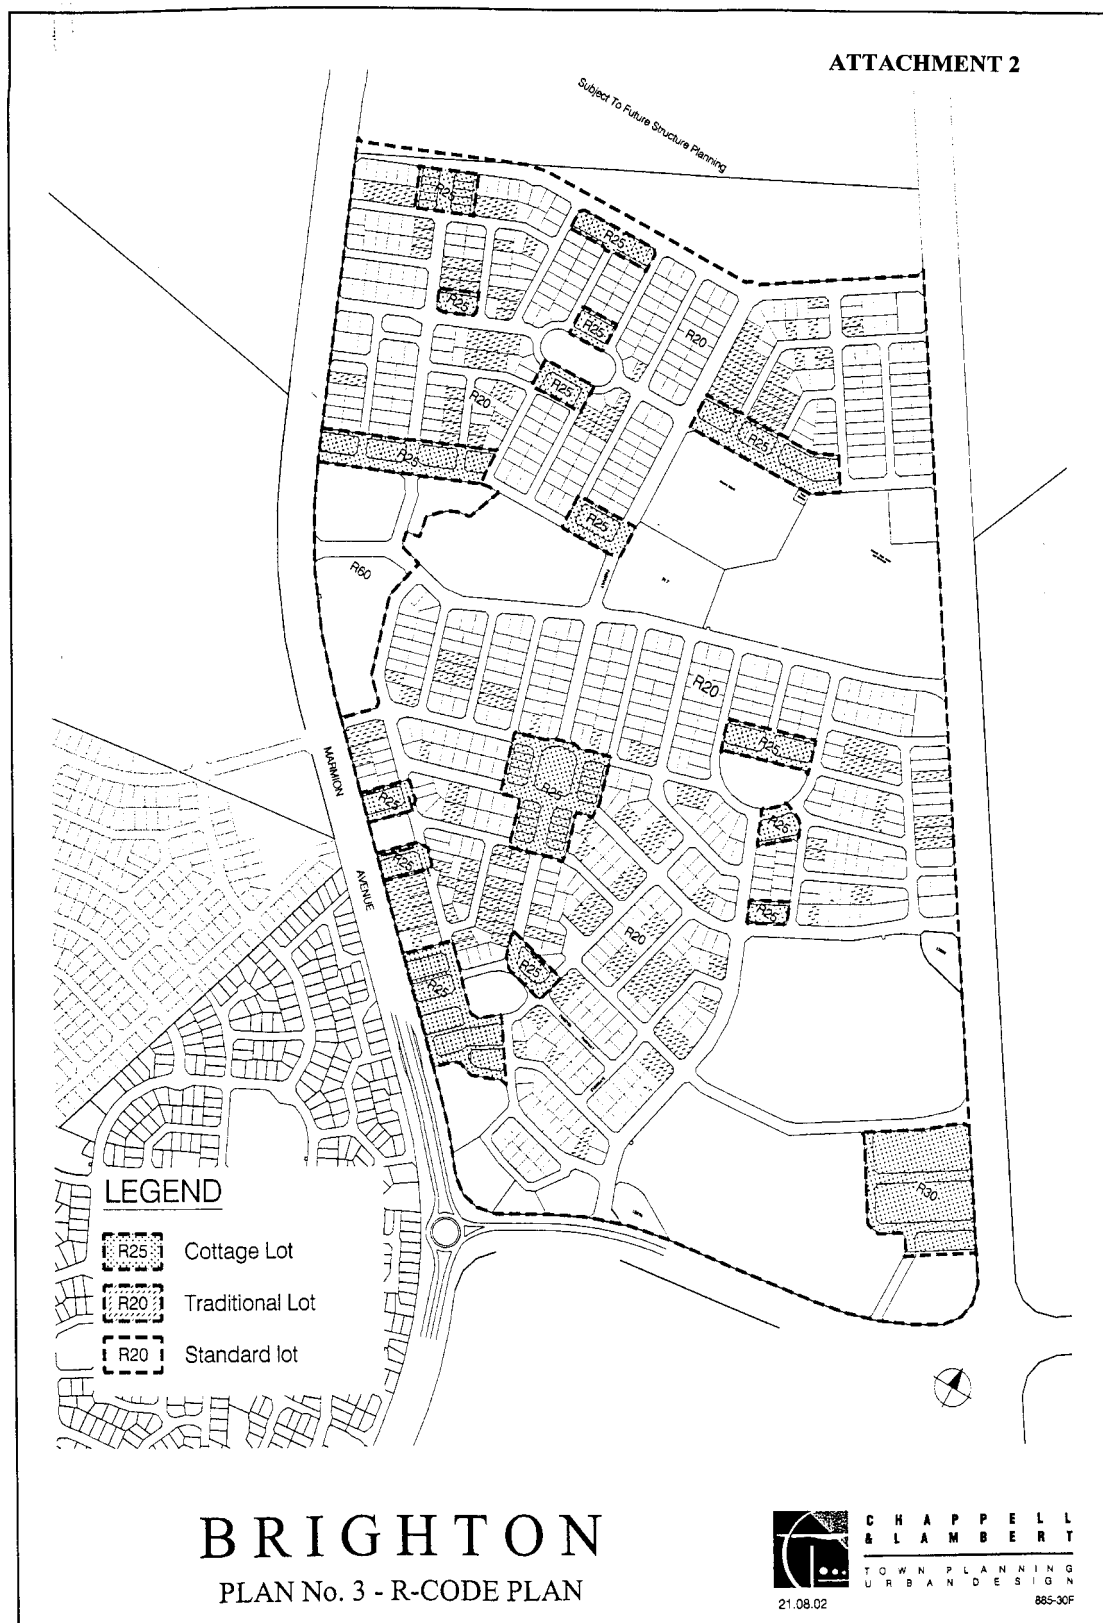 ATTACHMENT 2
Subject To Future Structure Planning
R25
R25
R25
R25
R20
R25
R20
R25
R25
R25
R60
R20
R25
MARMION
R25
R25
R25
AVENUE
R25
R25
R20
R25
R25
R30
LEGEND
R25 Cottage Lot
R20 Traditional Lot
R20 Standard lot
BRIGHTON
PLAN No. 3 - R-CODE PLAN
CHAPPELL
& LAMBERT
TOWN PLANNING
URBAN DESIGN
21.08.02
885-30F